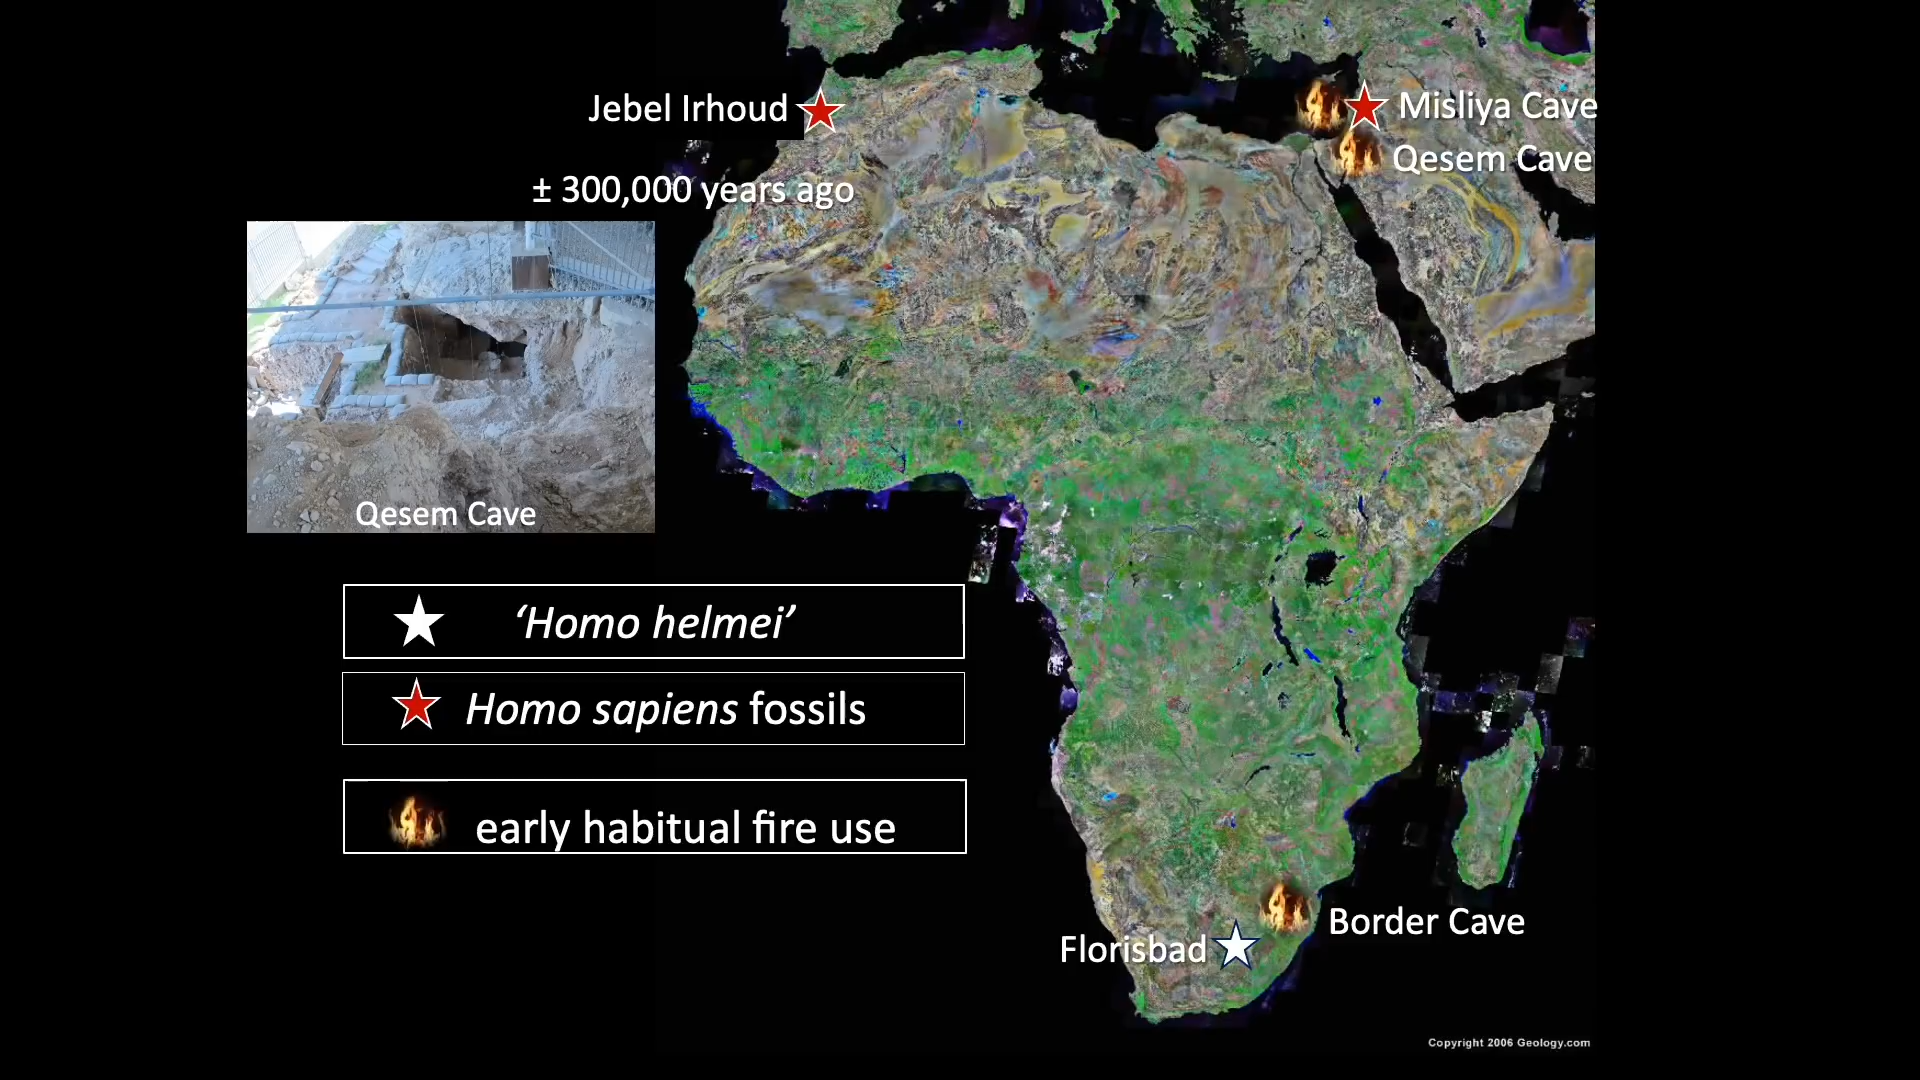 Jebel Irhoud
Misliya Cave
Qesem Cave
± 300,000 years ago
Qesem Cave
‘Homo helmei’
Homo sapiens fossils
early habitual fire use
Border Cave
Florisbad
Copyright 2006 Geology.com